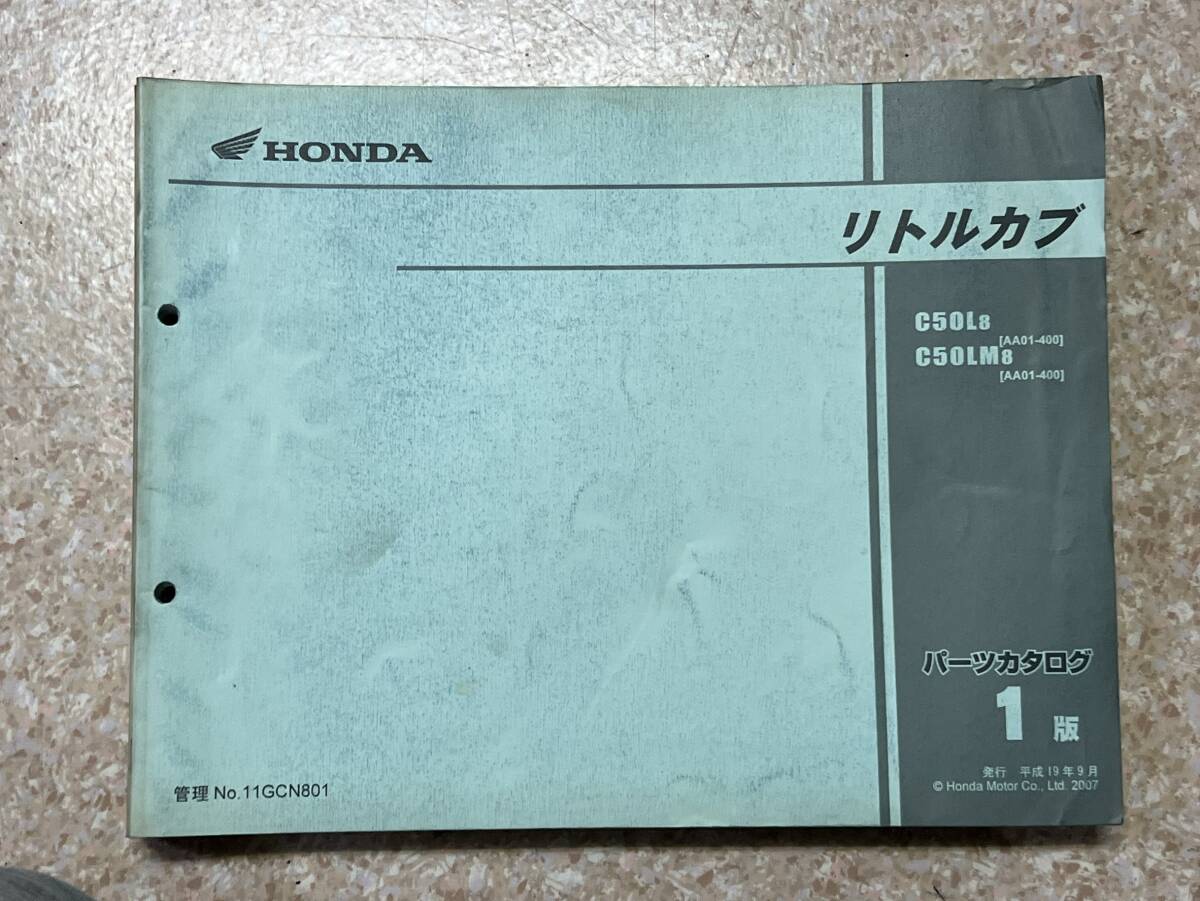 HONDA
リトルカブ
C50L8
[AA01-400]
C50LM8
[AA01-400]
パーツカタログ
1 版
発行 平成19年9月
© Honda Motor Co., Ltd. 2007
管理 No.11GCN801